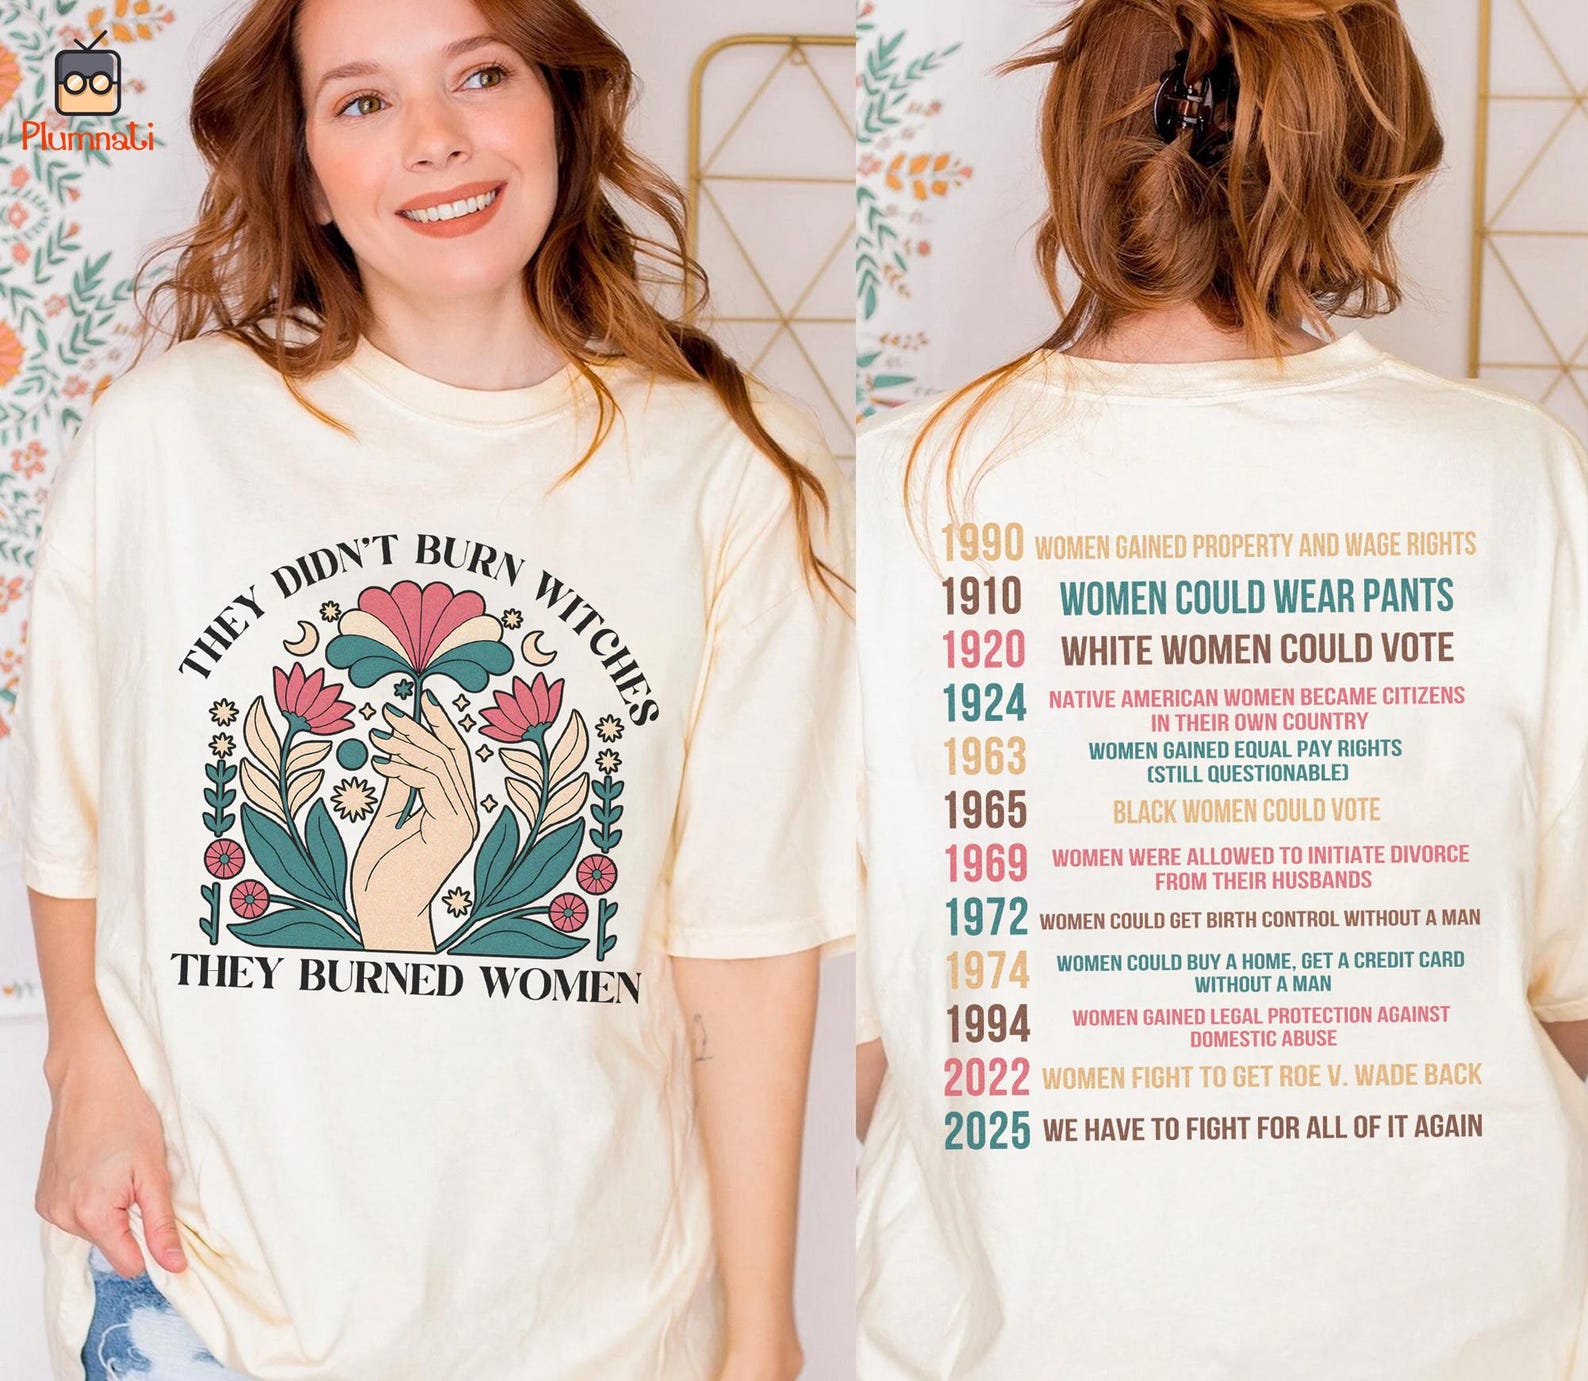 Plumnati
THEY DIDN'T BURN WITCHES
THEY BURNED WOMEN
1990 WOMEN GAINED PROPERTY AND WAGE RIGHTS
1910 WOMEN COULD WEAR PANTS
1920 WHITE WOMEN COULD VOTE
1924 NATIVE AMERICAN WOMEN BECAME CITIZENS
IN THEIR OWN COUNTRY
1963 WOMEN GAINED EQUAL PAY RIGHTS
(STILL QUESTIONABLE)
1965 BLACK WOMEN COULD VOTE
1969 WOMEN WERE ALLOWED TO INITIATE DIVORCE
FROM THEIR HUSBANDS
1972 WOMEN COULD GET BIRTH CONTROL WITHOUT A MAN
1974 WOMEN COULD BUY A HOME, GET A CREDIT CARD
WITHOUT A MAN
1994 WOMEN GAINED LEGAL PROTECTION AGAINST
DOMESTIC ABUSE
2022 WOMEN FIGHT TO GET ROE V. WADE BACK
2025 WE HAVE TO FIGHT FOR ALL OF IT AGAIN